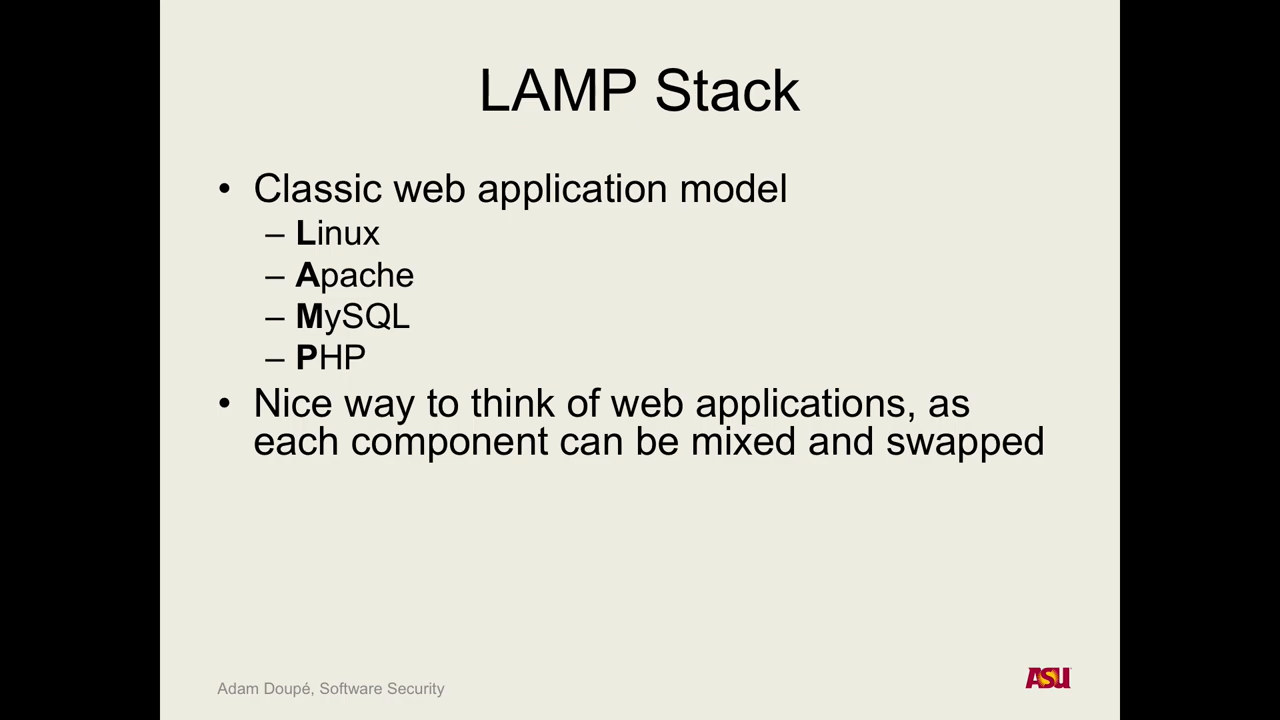 LAMP Stack
• Classic web application model
– Linux
– Apache
– MySQL
– PHP
• Nice way to think of web applications, as
each component can be mixed and swapped
Adam Doupé, Software Security
ASU